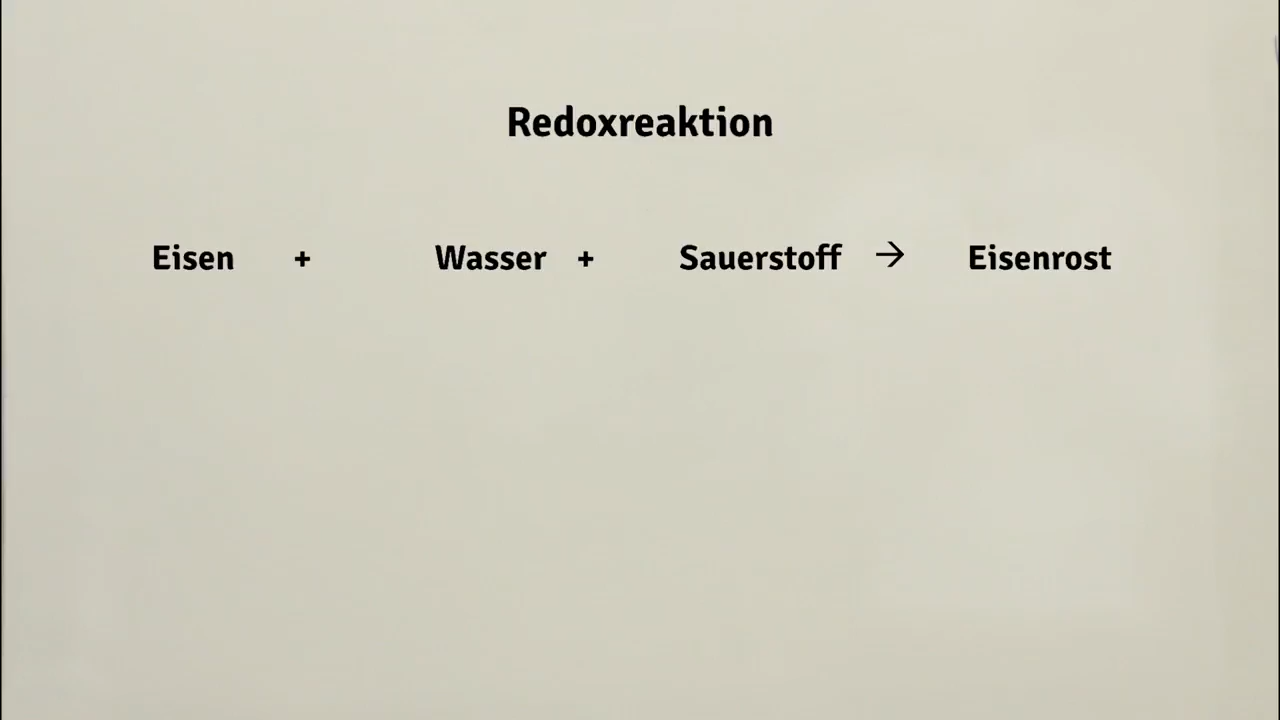 Redoxreaktion
Eisen + Wasser + Sauerstoff → Eisenrost